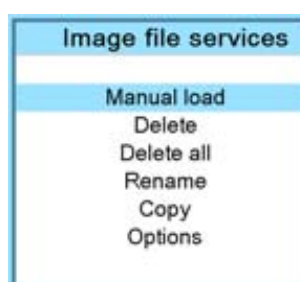 Image file services
Manual load
Delete
Delete all
Rename
Copy
Options